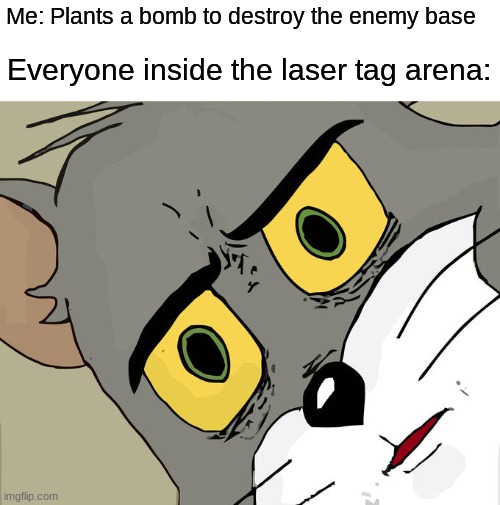 Me: Plants a bomb to destroy the enemy base
Everyone inside the laser tag arena:
imgflip.com